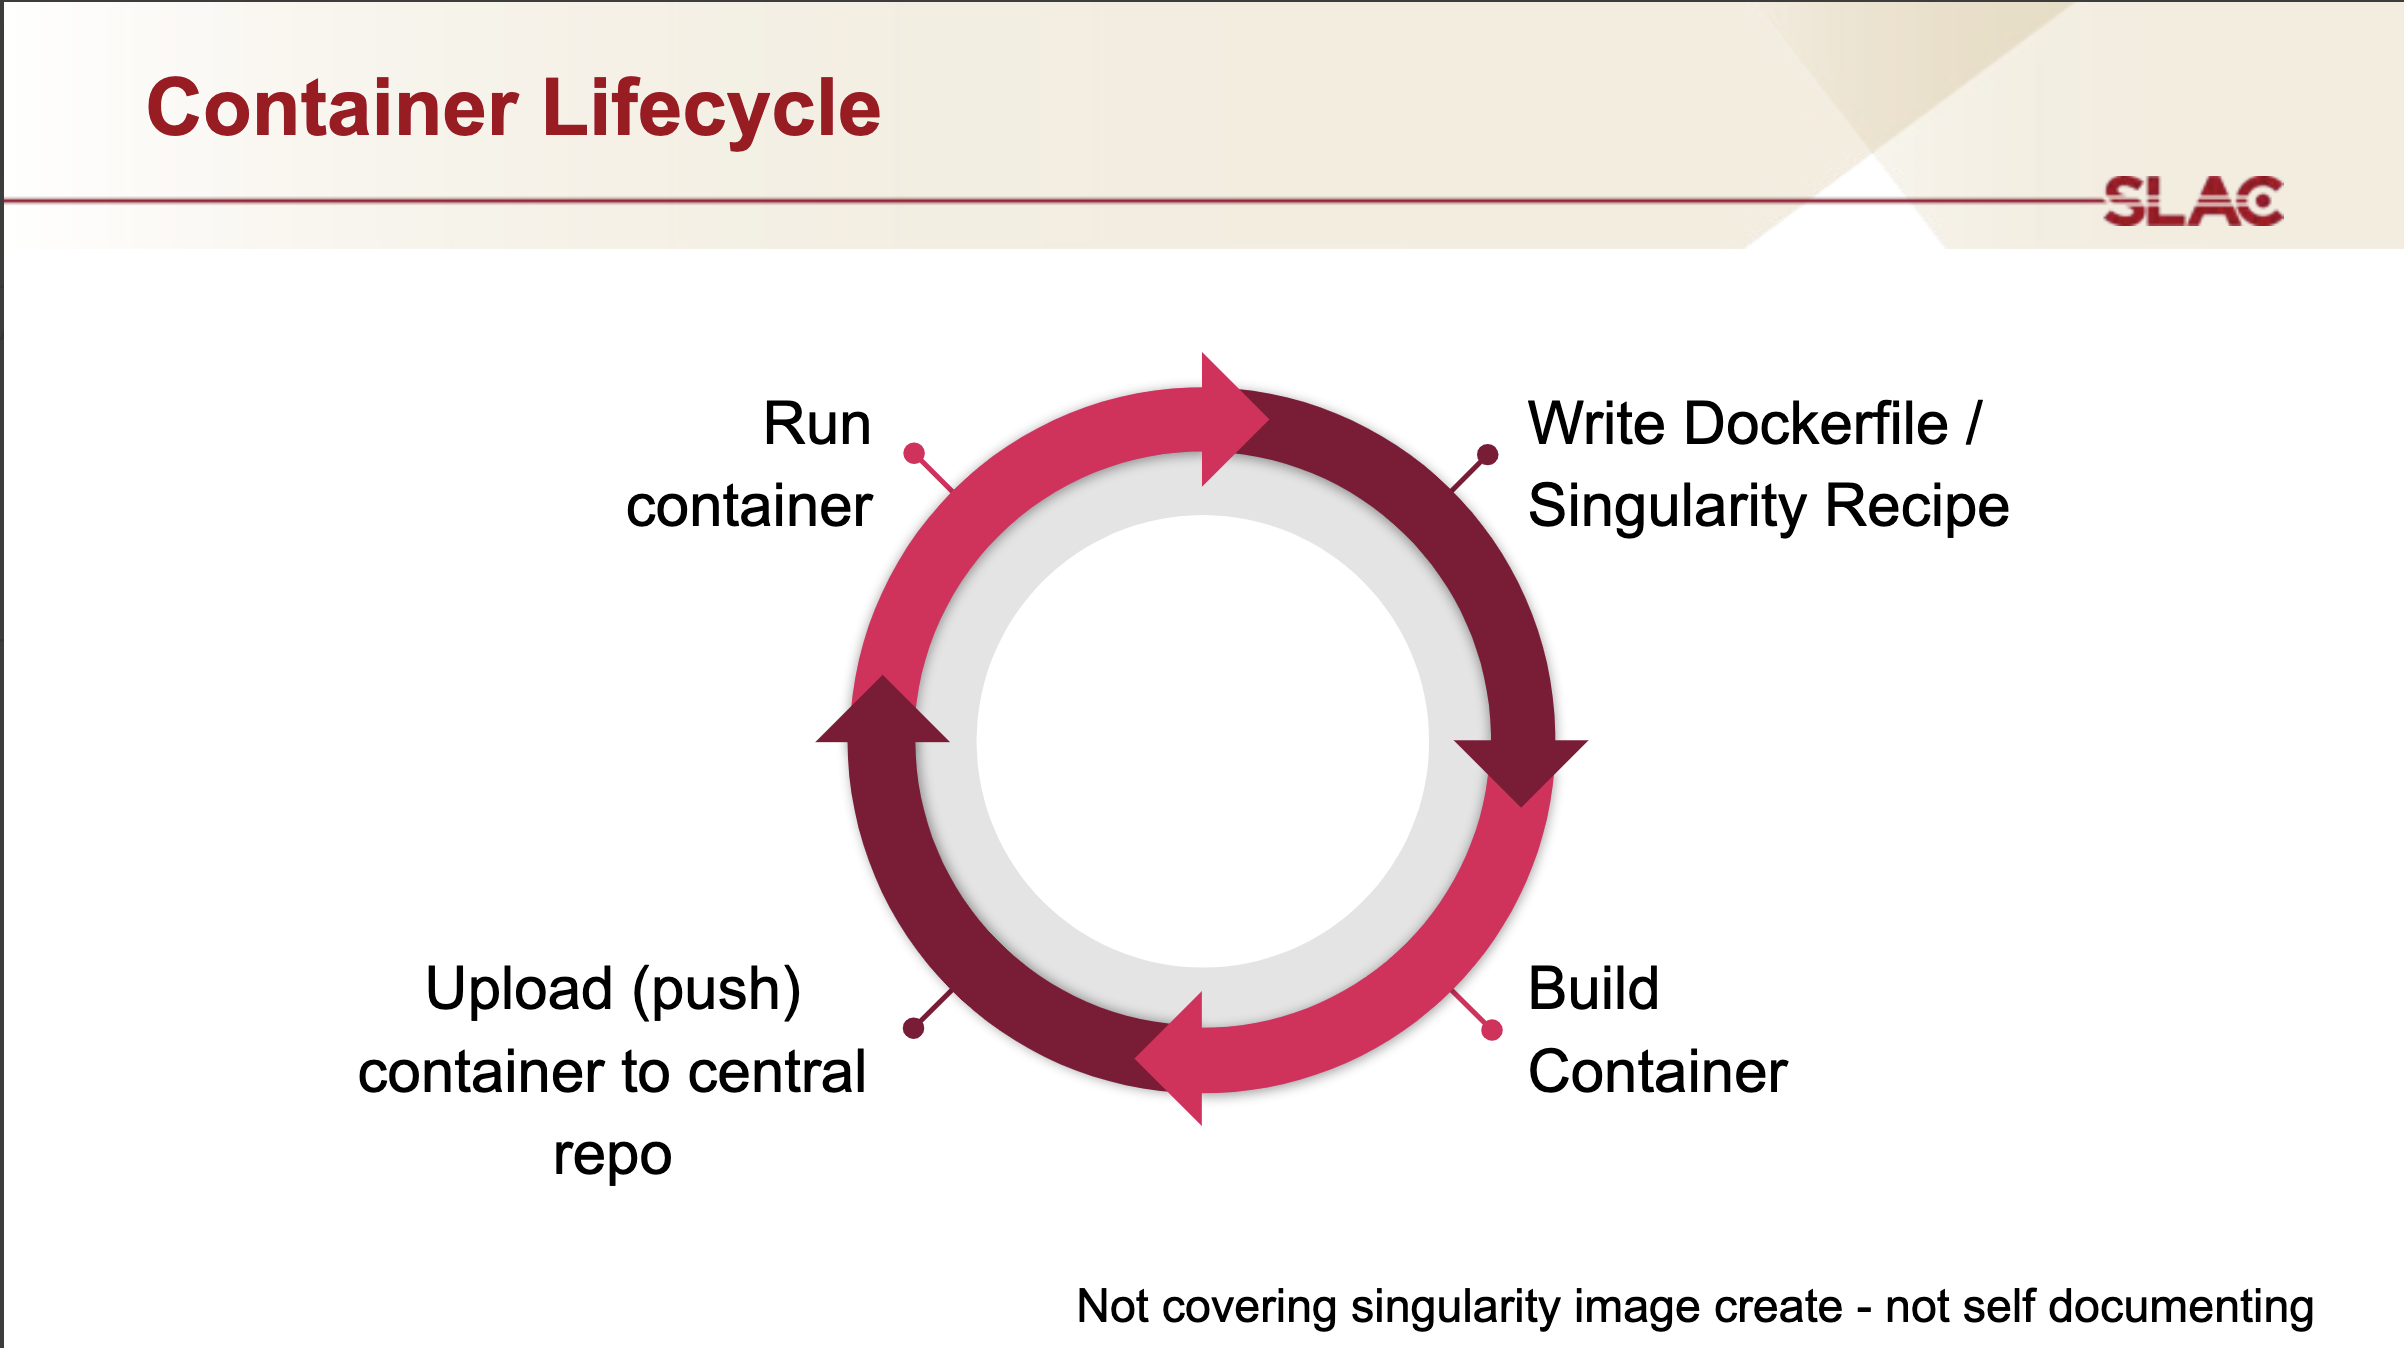 Container Lifecycle
SLAC
Run
container
Write Dockerfile /
Singularity Recipe
Upload (push)
container to central
repo
Build
Container
Not covering singularity image create - not self documenting